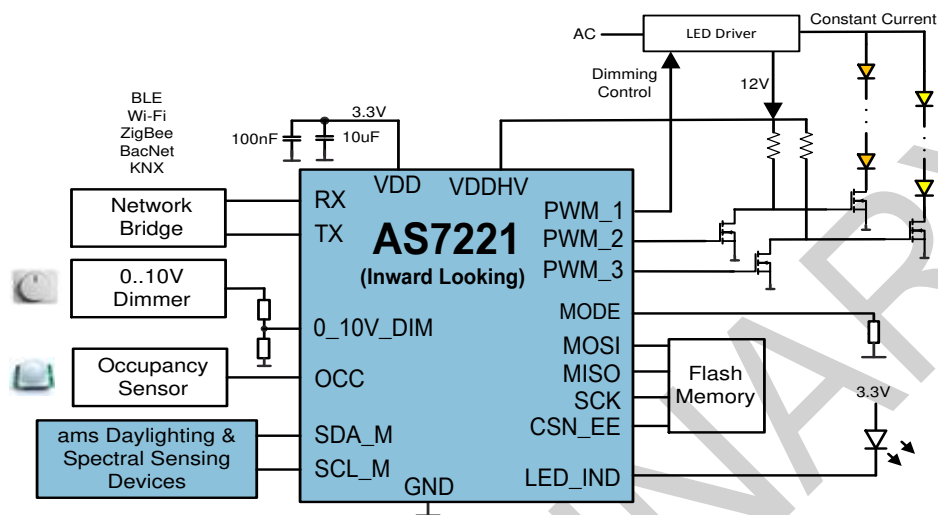 Constant Current
AC
LED Driver
Dimming
Control
12V
BLE
Wi-Fi
ZigBee
BacNet
KNX
3.3V
100nF
10uF
VDD
VDDHV
RX
TX
Network
Bridge
AS7221
(Inward Looking)
PWM_1
PWM_2
PWM_3
0..10V
Dimmer
0_10V_DIM
MODE
Occupancy
Sensor
OCC
MOSI
MISO
SCK
CSN_EE
Flash
Memory
3.3V
ams Daylighting &
Spectral Sensing
Devices
SDA_M
SCL_M
GND
LED_IND